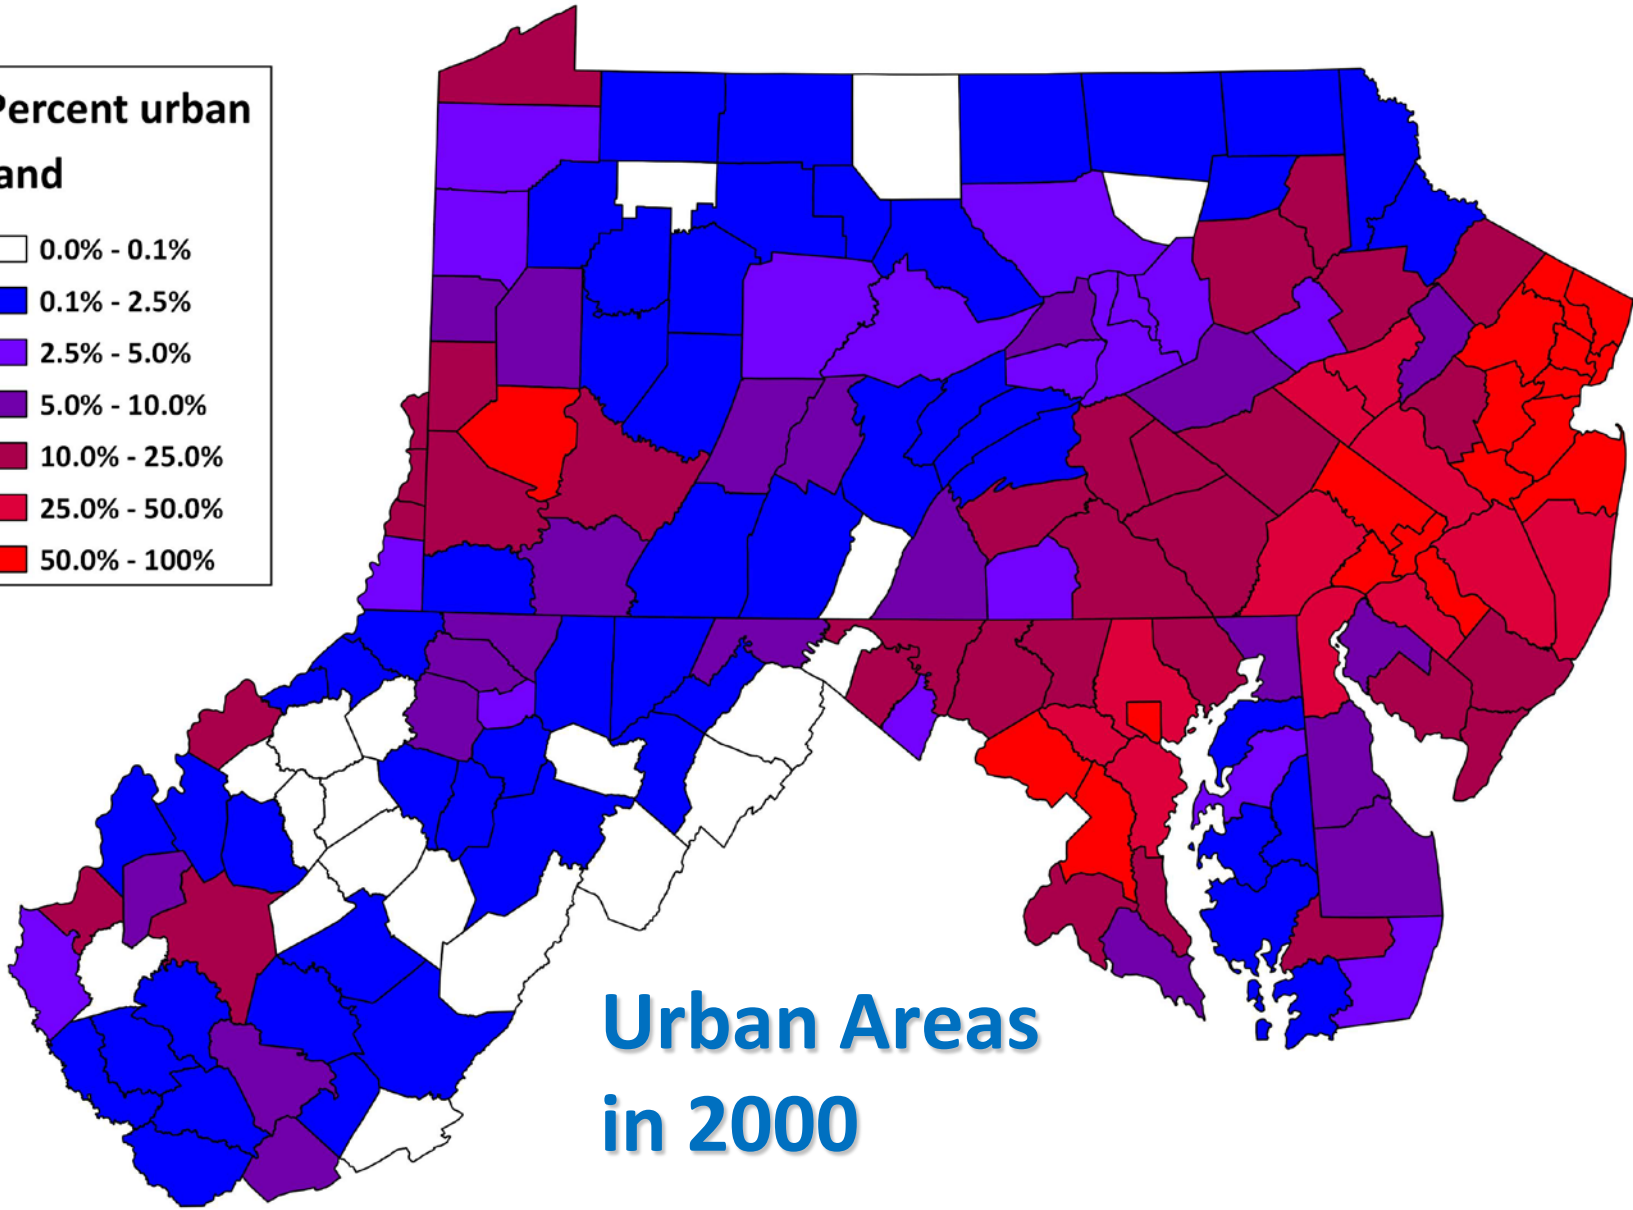 Percent urban
land
0.0% - 0.1%
0.1% - 2.5%
2.5% - 5.0%
5.0% - 10.0%
10.0% - 25.0%
25.0% - 50.0%
50.0% - 100%
Urban Areas
in 2000